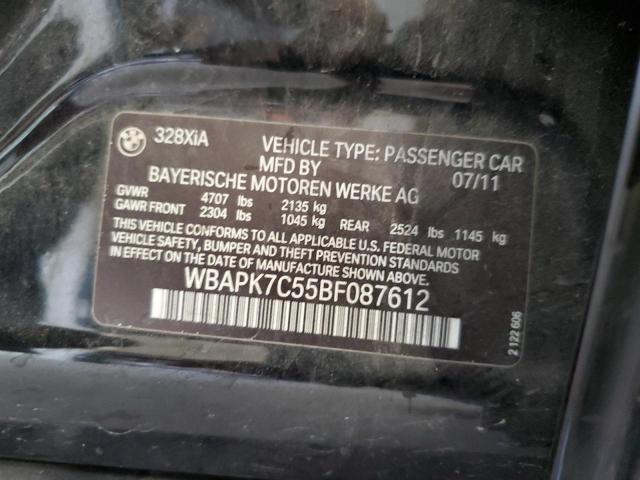 328XiA VEHICLE TYPE: PASSENGER CAR
MFD BY 07/11
BAYERISCHE MOTOREN WERKE AG
GVWR 4707 lbs 2135 kg
GAWR FRONT 2304 lbs 1045 kg REAR 2524 lbs 1145 kg
THIS VEHICLE CONFORMS TO ALL APPLICABLE U.S. FEDERAL MOTOR
VEHICLE SAFETY, BUMPER AND THEFT PREVENTION STANDARDS
IN EFFECT ON THE DATE OF MANUFACTURE SHOWN ABOVE.
WBAPK7C55BF087612
2 122 606